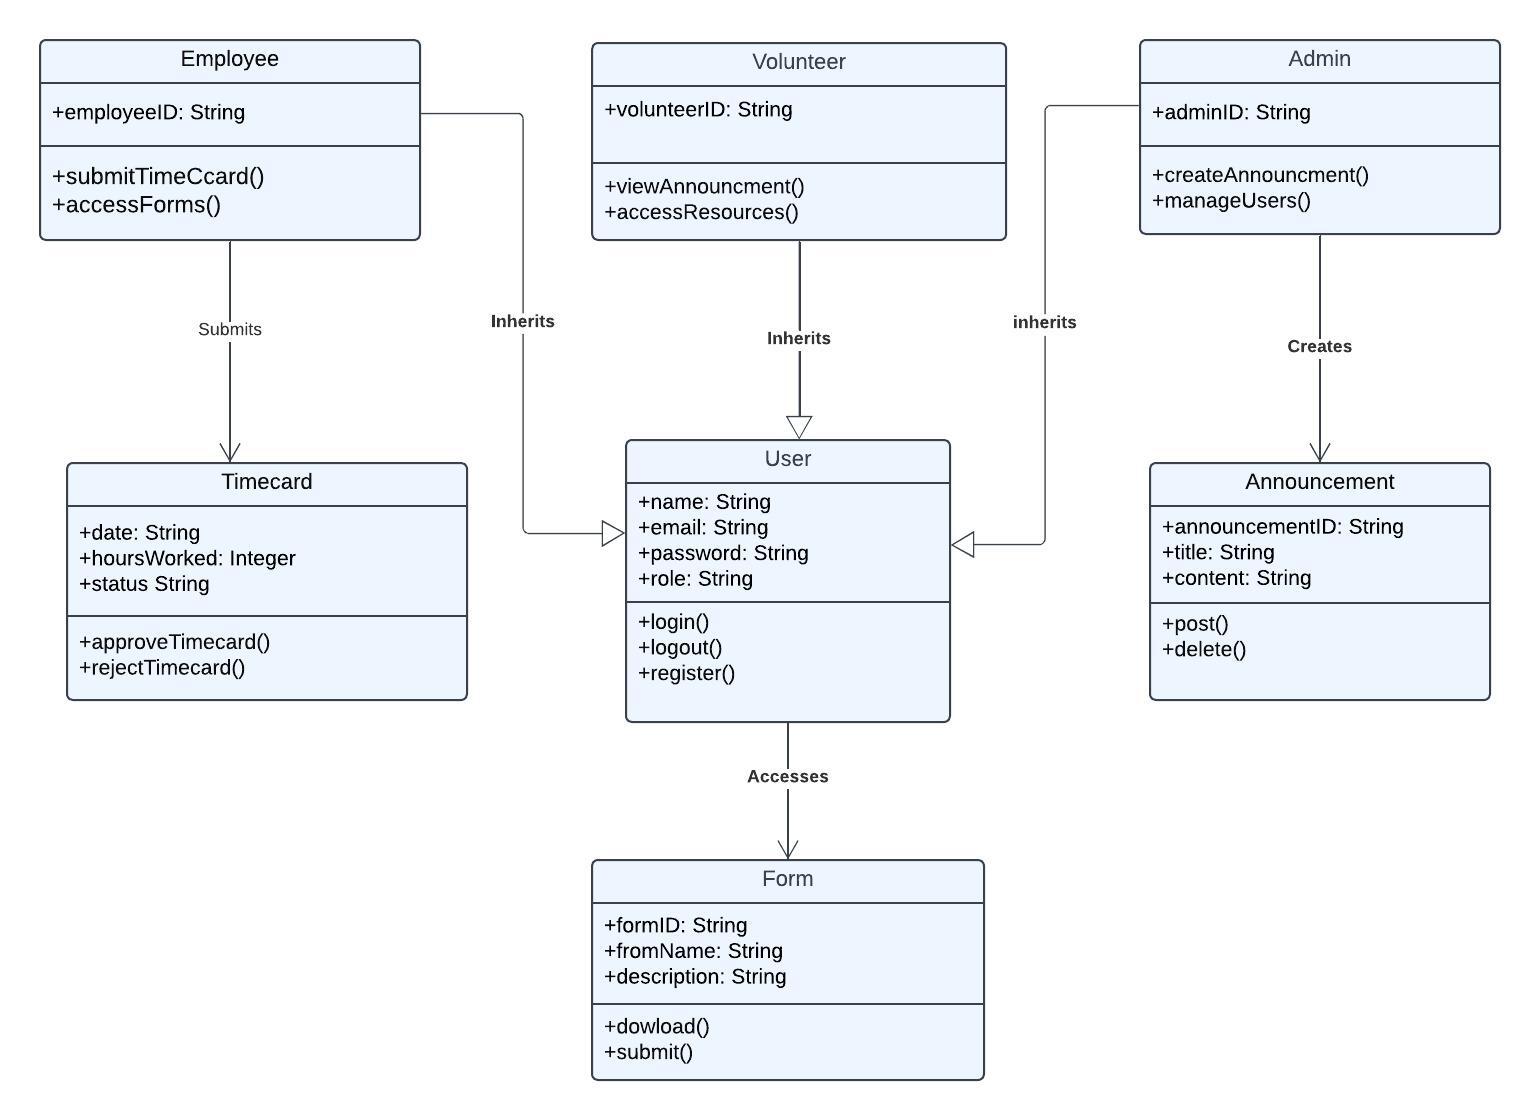 Employee
+employeeID: String
+submitTimeCcard()
+accessForms()
Volunteer
+volunteerID: String
+viewAnnouncment()
+accessResources()
Admin
+adminID: String
+createAnnouncment()
+manageUsers()
Submits
Inherits
Inherits
inherits
Creates
Timecard
+date: String
+hoursWorked: Integer
+status String
+approveTimecard()
+rejectTimecard()
User
+name: String
+email: String
+password: String
+role: String
+login()
+logout()
+register()
Announcement
+announcementID: String
+title: String
+content: String
+post()
+delete()
Accesses
Form
+formID: String
+fromName: String
+description: String
+dowload()
+submit()